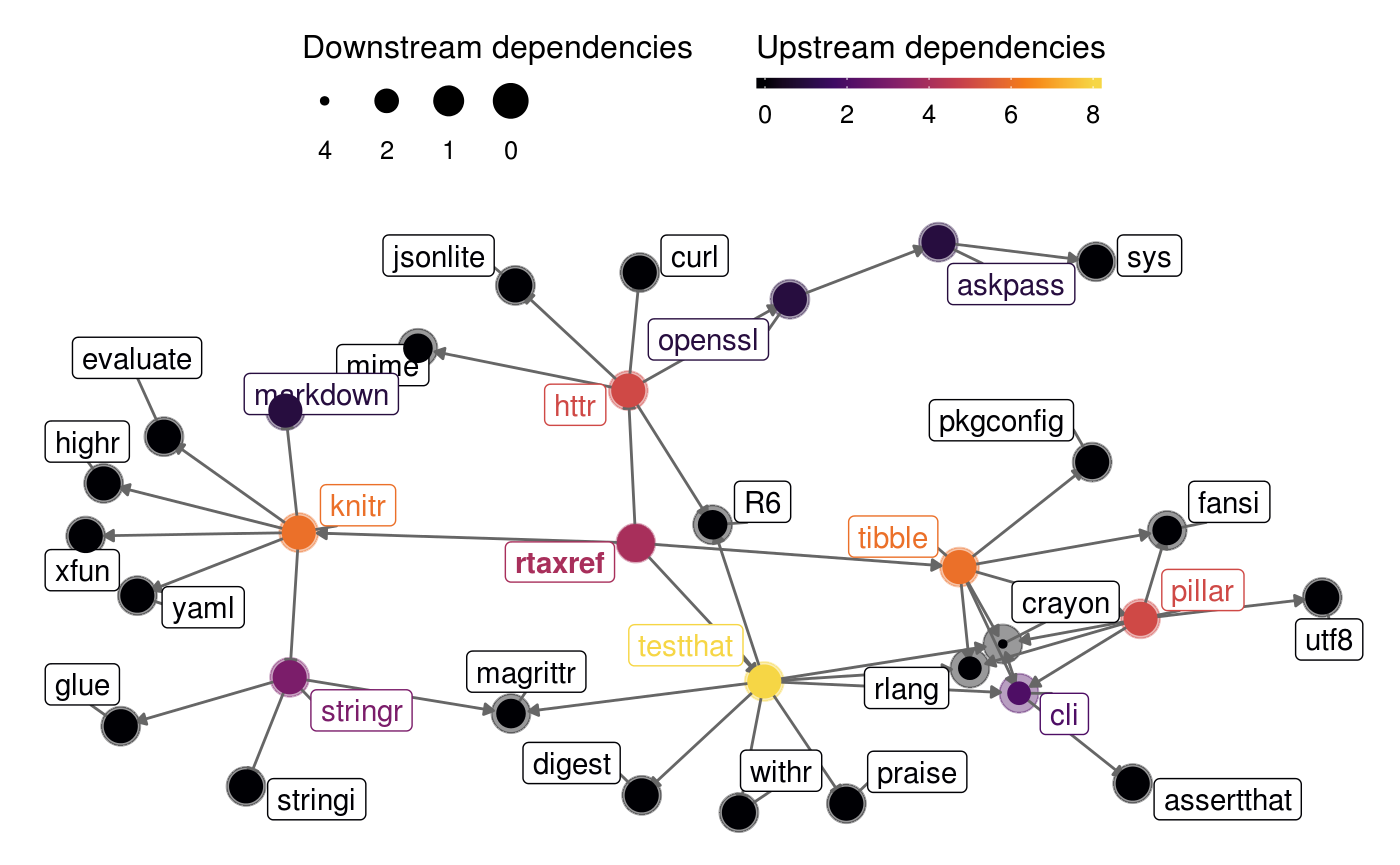 Downstream dependencies
4 2 1 0
Upstream dependencies
0 2 4 6 8
jsonlite
curl
sys
askpass
openssl
evaluate
mime
markdown
httr
pkgconfig
highr
knitr
R6
fansi
tibble
rtaxref
xfun
pillar
crayon
yaml
utf8
testthat
magrittr
glue
rlang
stringr
cli
digest
withr
praise
stringi
assertthat